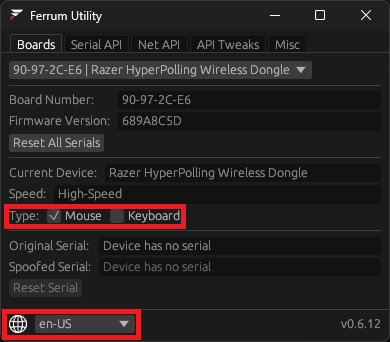 Ferrum Utility
Boards Serial API Net API API Tweaks Misc
90-97-2C-E6 | Razer HyperPolling Wireless Dongle
Board Number: 90-97-2C-E6
Firmware Version: 689A8C5D
Reset All Serials
Current Device: Razer HyperPolling Wireless Dongle
Speed: High-Speed
Type: Mouse Keyboard
Original Serial: Device has no serial
Spoofed Serial: Device has no serial
Reset Serial
en-US v0.6.12